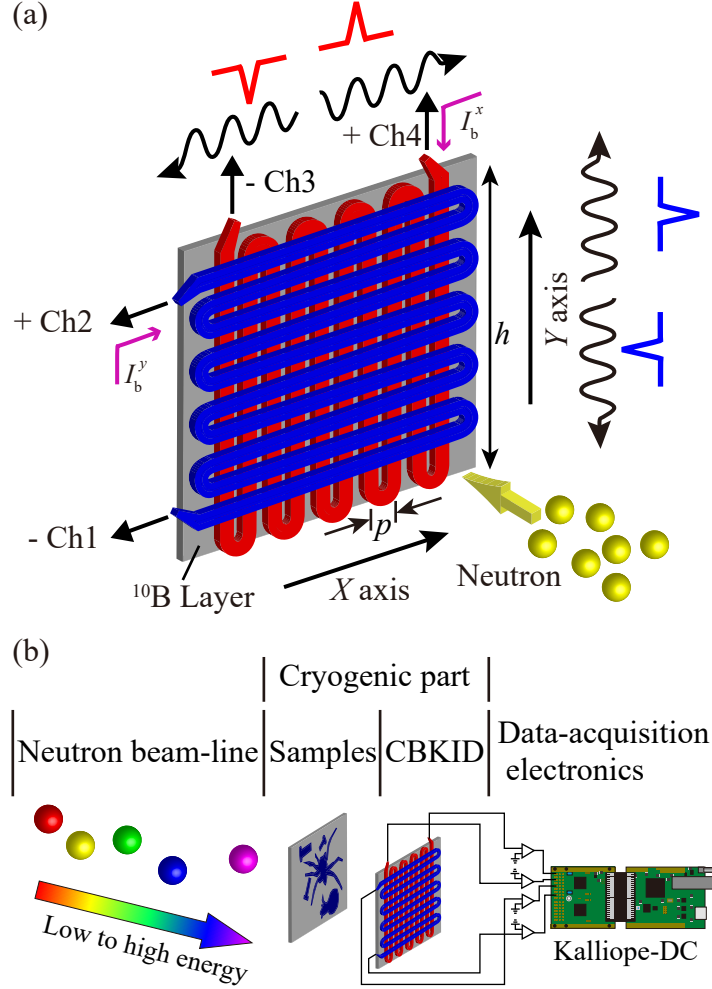 (a)
+ Ch4
I_b^x
- Ch3
+ Ch2
I_b^y
h
Y axis
- Ch1
p
Neutron
¹⁰B Layer
X axis
(b)
Cryogenic part
Neutron beam-line
Samples
CBKID
Data-acquisition
electronics
Low to high energy
Kalliope-DC